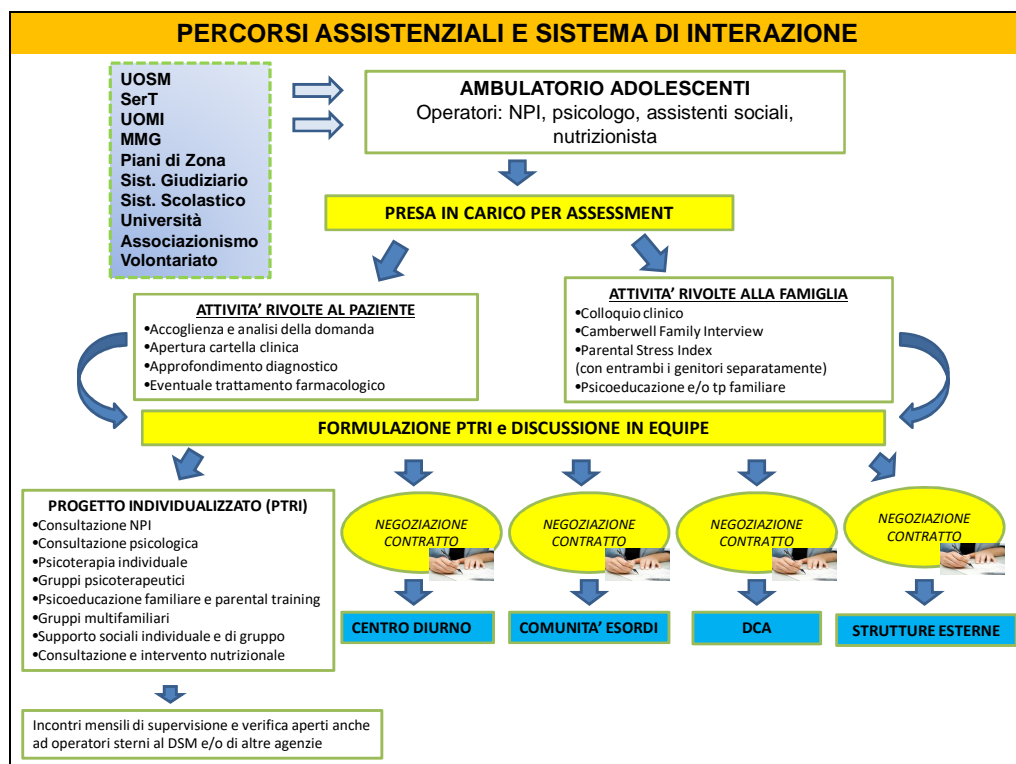 PERCORSI ASSISTENZIALI E SISTEMA DI INTERAZIONE
UOSM
SerT
UOMI
MMG
Piani di Zona
Sist. Giudiziario
Sist. Scolastico
Università
Associazionismo
Volontariato
AMBULATORIO ADOLESCENTI
Operatori: NPI, psicologo, assistenti sociali,
nutrizionista
PRESA IN CARICO PER ASSESSMENT
ATTIVITA’ RIVOLTE AL PAZIENTE
•Accoglienza e analisi della domanda
•Apertura cartella clinica
•Approfondimento diagnostico
•Eventuale trattamento farmacologico
ATTIVITA’ RIVOLTE ALLA FAMIGLIA
•Colloquio clinico
•Camberwell Family Interview
•Parental Stress Index
(con entrambi i genitori separatamente)
•Psicoeducazione e/o tp familiare
FORMULAZIONE PTRI e DISCUSSIONE IN EQUIPE
PROGETTO INDIVIDUALIZZATO (PTRI)
•Consultazione NPI
•Consultazione psicologica
•Psicoterapia individuale
•Gruppi psicoterapeutici
•Psicoeducazione familiare e parental training
•Gruppi multifamiliari
•Supporto sociali individuale e di gruppo
•Consultazione e intervento nutrizionale
NEGOZIAZIONE
CONTRATTO
NEGOZIAZIONE
CONTRATTO
NEGOZIAZIONE
CONTRATTO
NEGOZIAZIONE
CONTRATTO
CENTRO DIURNO
COMUNITA’ ESORDI
DCA
STRUTTURE ESTERNE
Incontri mensili di supervisione e verifica aperti anche
ad operatori sterni al DSM e/o di altre agenzie